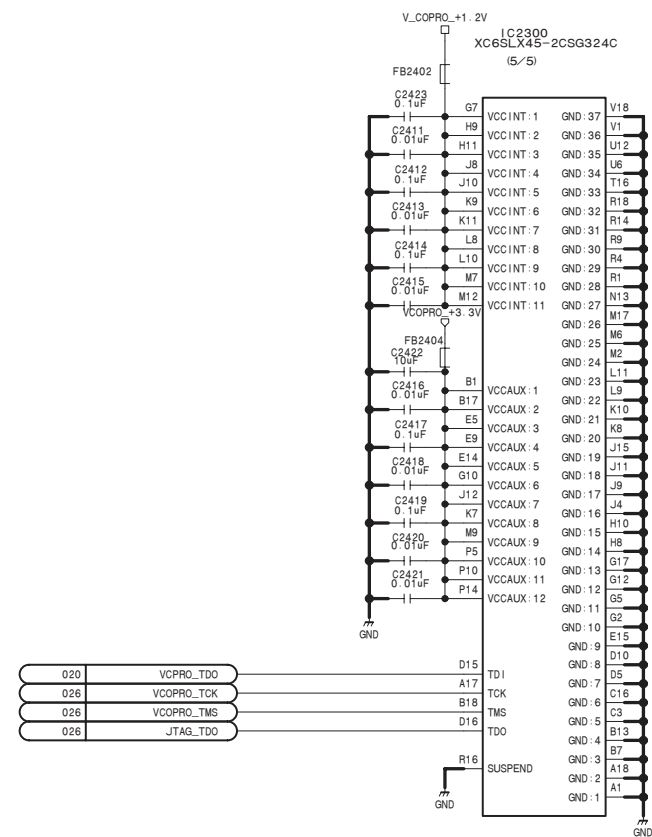 V_COPRO_+1.2V
IC2300
XC6SLX45-2CSG324C
(5/5)
FB2402
C2423
0.1uF
C2411
0.01uF
C2412
0.1uF
C2413
0.01uF
C2414
0.1uF
C2415
0.01uF
VCOPRO_+3.3V
FB2404
C2422
10uF
C2416
0.01uF
C2417
0.1uF
C2418
0.01uF
C2419
0.1uF
C2420
0.01uF
C2421
0.01uF
GND
G7 VCCINT:1
H9 VCCINT:2
H11 VCCINT:3
J8 VCCINT:4
J10 VCCINT:5
K9 VCCINT:6
K11 VCCINT:7
L8 VCCINT:8
L10 VCCINT:9
M7 VCCINT:10
M12 VCCINT:11
B1 VCCAUX:1
B17 VCCAUX:2
E5 VCCAUX:3
E9 VCCAUX:4
E14 VCCAUX:5
G10 VCCAUX:6
J12 VCCAUX:7
K7 VCCAUX:8
M9 VCCAUX:9
P5 VCCAUX:10
P10 VCCAUX:11
P14 VCCAUX:12
GND:37 V18
GND:36 V1
GND:35 U12
GND:34 U6
GND:33 T16
GND:32 R18
GND:31 R14
GND:30 R9
GND:29 R4
GND:28 R1
GND:27 N13
GND:26 M17
GND:25 M6
GND:24 M2
GND:23 L11
GND:22 L9
GND:21 K10
GND:20 K8
GND:19 J15
GND:18 J11
GND:17 J9
GND:16 J4
GND:15 H10
GND:14 H8
GND:13 G17
GND:12 G12
GND:11 G5
GND:10 G2
GND:9 E15
GND:8 D10
GND:7 D5
GND:6 C16
GND:5 C3
GND:4 B13
GND:3 B7
GND:2 A18
GND:1 A1
020 VCPRO_TDO D15 TDI
026 VCOPRO_TCK A17 TCK
026 VCOPRO_TMS B18 TMS
026 JTAG_TDO D16 TDO
R16 SUSPEND
GND
GND